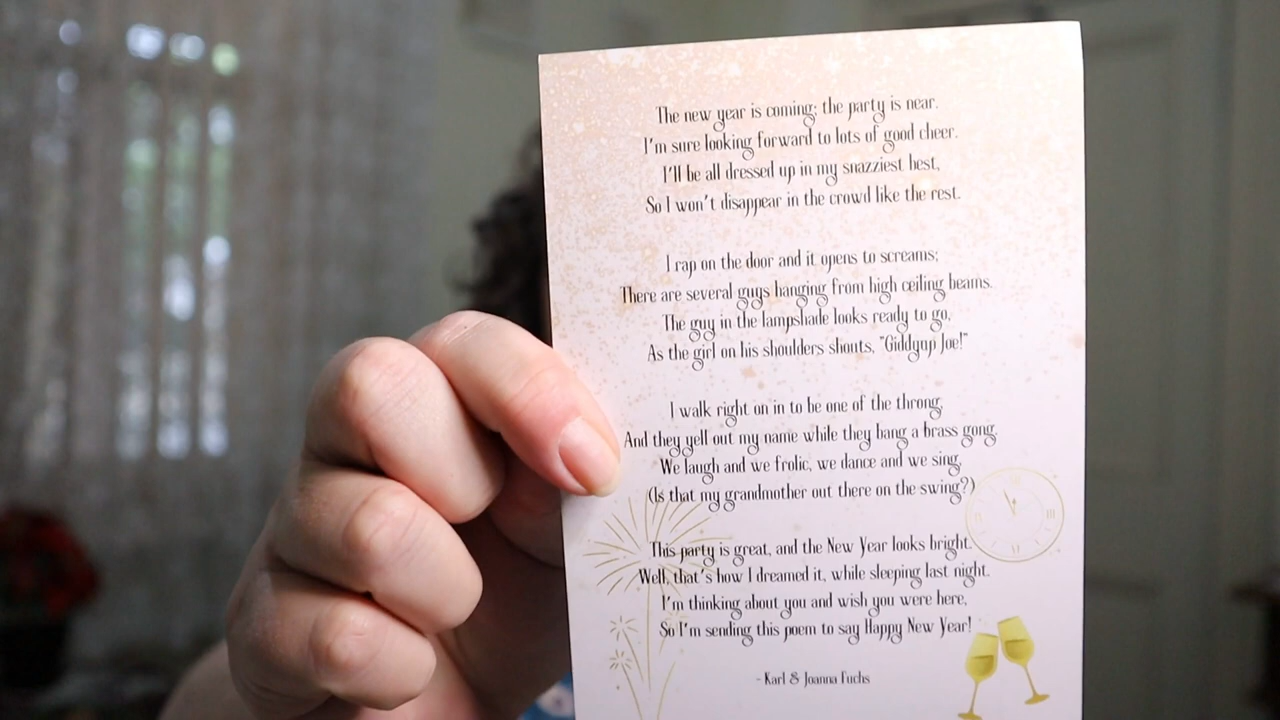 The new year is coming; the party is near.
I'm sure looking forward to lots of good cheer.
I'll be all dressed up in my snazziest best,
So I won't disappear in the crowd like the rest.
I rap on the door and it opens to screams;
There are several guys hanging from high ceiling beams.
The guy in the lampshade looks ready to go,
As the girl on his shoulders shouts, "Giddyup Joe!"
I walk right on in to be one of the throng,
And they yell out my name while they bang a brass gong.
We laugh and we frolic, we dance and we sing,
(Is that my grandmother out there on the swing?)
This party is great, and the New Year looks bright.
Well, that's how I dreamed it, while sleeping last night.
I'm thinking about you and wish you were here,
So I'm sending this poem to say Happy New Year!
- Karl & Joanna Fuchs